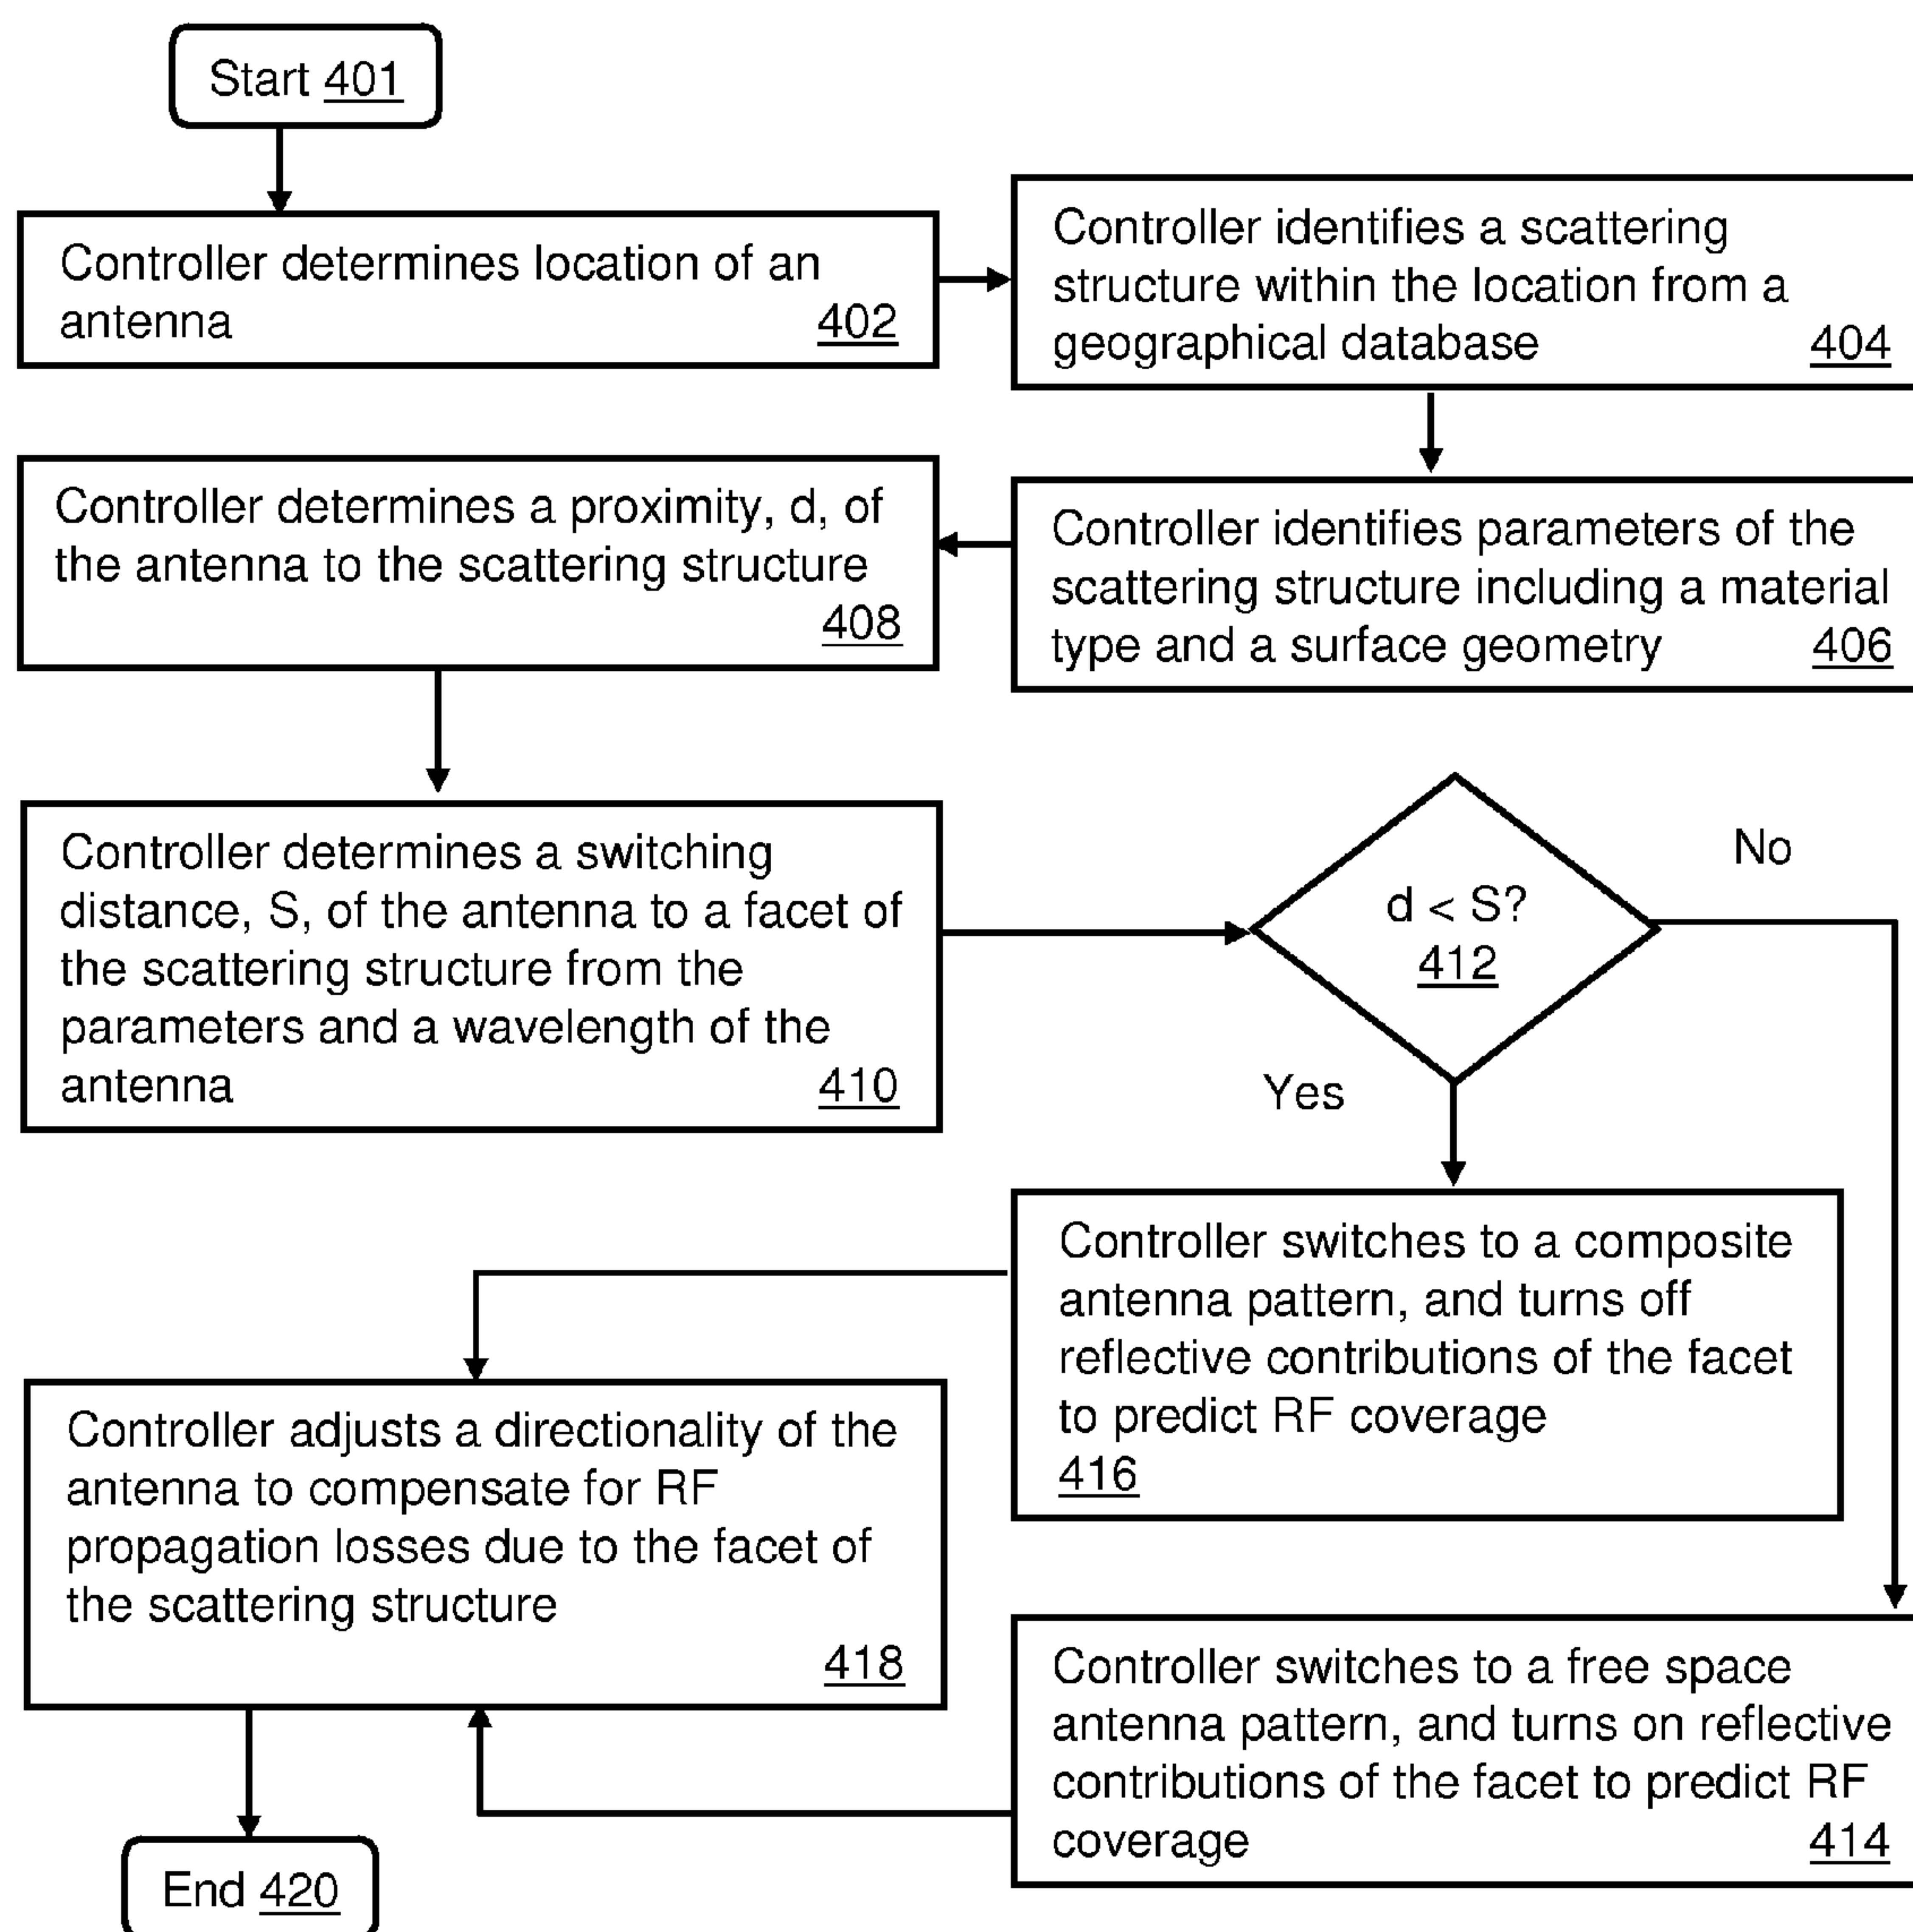 Start 401
Controller determines location of an
antenna 402
Controller identifies a scattering
structure within the location from a
geographical database 404
Controller identifies parameters of the
scattering structure including a material
type and a surface geometry 406
Controller determines a proximity, d, of
the antenna to the scattering structure
408
Controller determines a switching
distance, S, of the antenna to a facet of
the scattering structure from the
parameters and a wavelength of the
antenna 410
d < S?
412
No
Yes
Controller switches to a composite
antenna pattern, and turns off
reflective contributions of the facet
to predict RF coverage
416
Controller switches to a free space
antenna pattern, and turns on reflective
contributions of the facet to predict RF
coverage 414
Controller adjusts a directionality of the
antenna to compensate for RF
propagation losses due to the facet of
the scattering structure
418
End 420